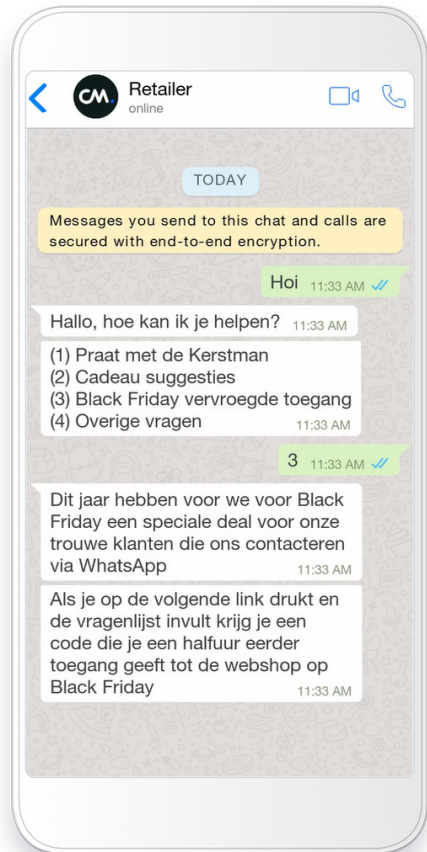 CM.
Retailer
online
TODAY
Messages you send to this chat and calls are
secured with end-to-end encryption.
Hoi 11:33 AM
Hallo, hoe kan ik je helpen? 11:33 AM
(1) Praat met de Kerstman
(2) Cadeau suggesties
(3) Black Friday vervroegde toegang
(4) Overige vragen 11:33 AM
3 11:33 AM
Dit jaar hebben voor we voor Black
Friday een speciale deal voor onze
trouwe klanten die ons contacteren
via WhatsApp 11:33 AM
Als je op de volgende link drukt en
de vragenlijst invult krijg je een
code die je een halfuur eerder
toegang geeft tot de webshop op
Black Friday 11:33 AM